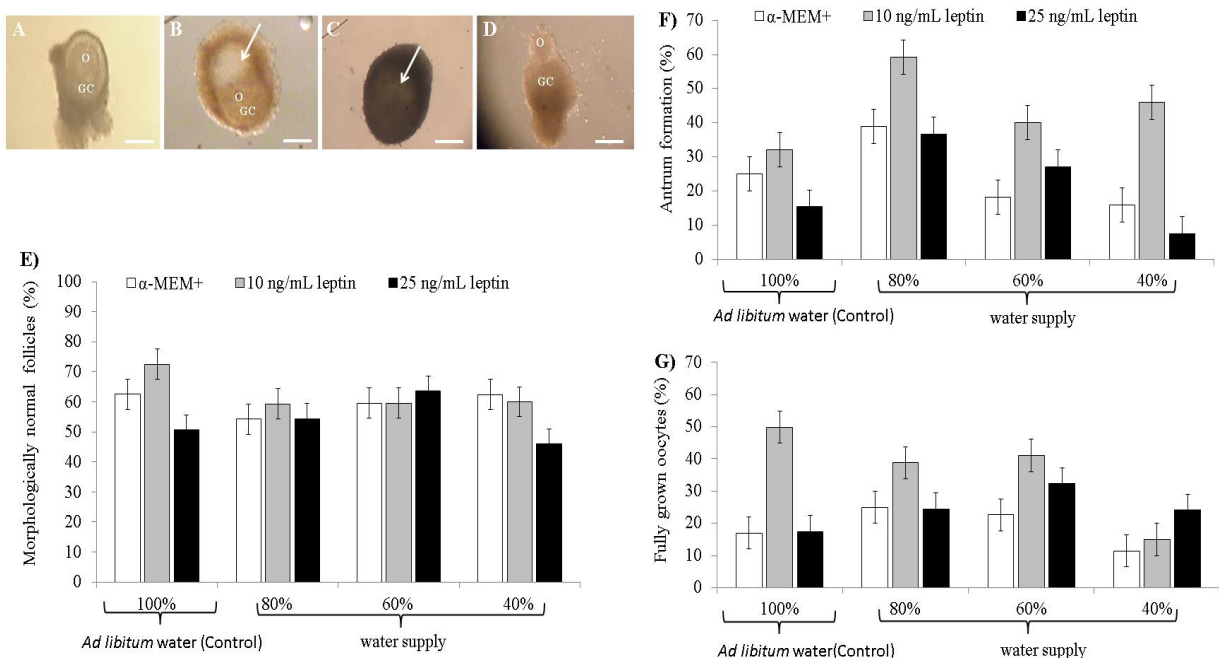 A
O
GC
B
O
GC
C
D
O
GC
E)
α-MEM+ 10 ng/mL leptin 25 ng/mL leptin
Morphologically normal follicles (%)
100
90
80
70
60
50
40
30
20
10
0
100% 80% 60% 40%
Ad libitum water (Control) water supply
F)
α-MEM+ 10 ng/mL leptin 25 ng/mL leptin
Antrum formation (%)
70
60
50
40
30
20
10
0
100% 80% 60% 40%
Ad libitum water (Control) water supply
G)
Fully grown oocytes (%)
70
60
50
40
30
20
10
0
100% 80% 60% 40%
Ad libitum water(Control) water supply